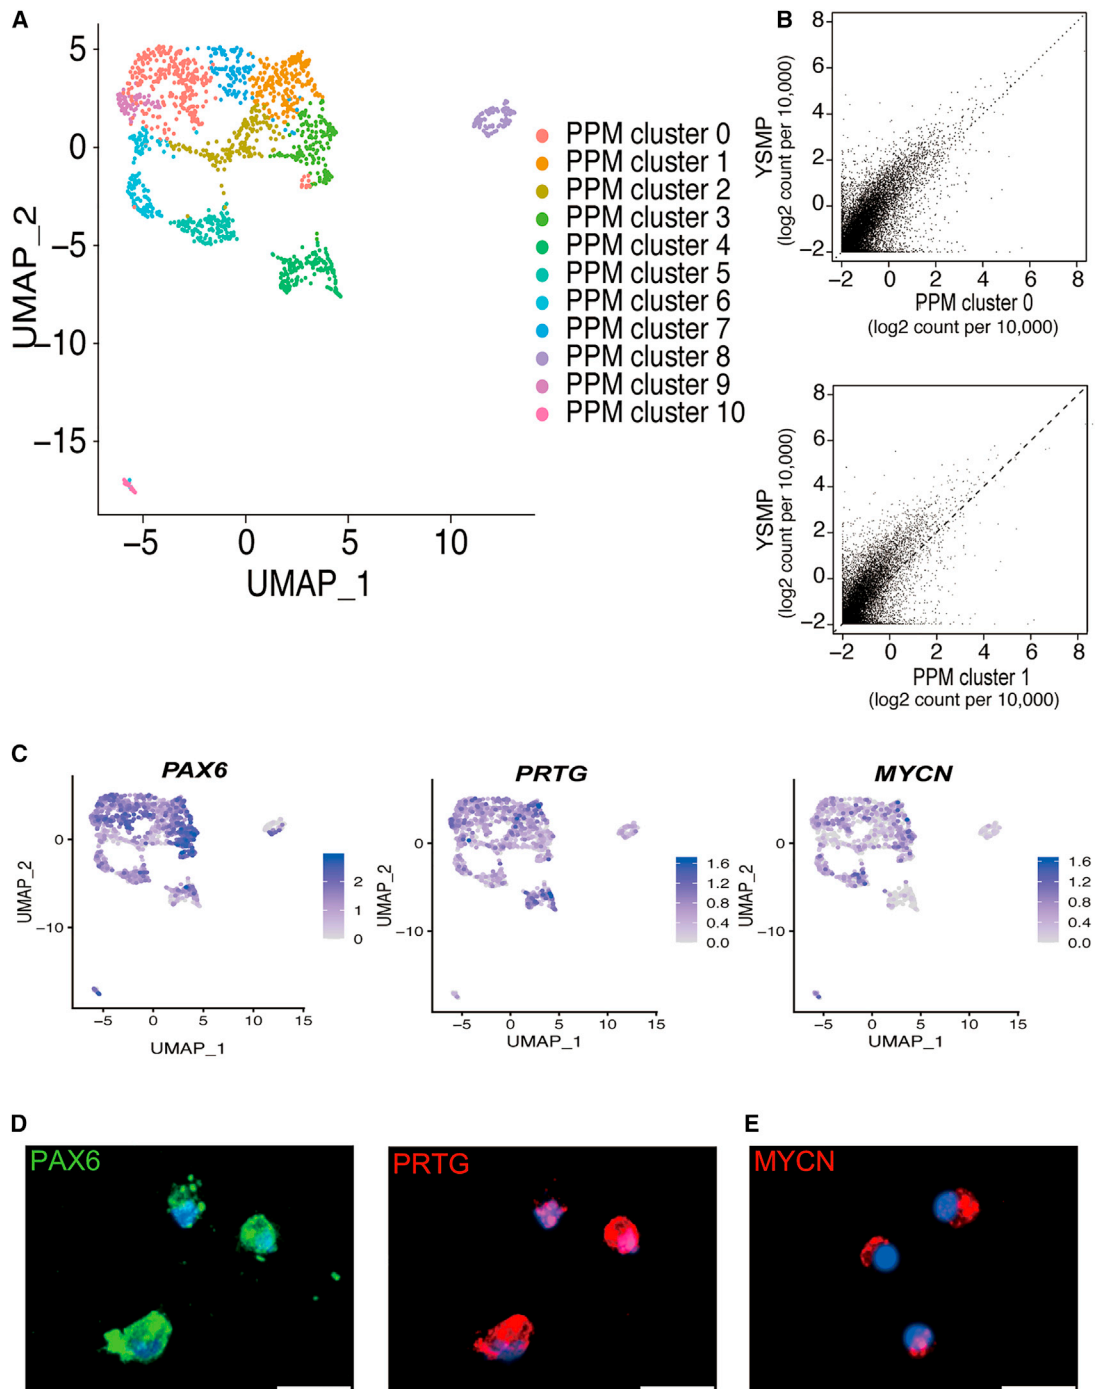 A
5
0
−5
−10
−15
UMAP_2
−5
0
5
10
UMAP_1
PPM cluster 0
PPM cluster 1
PPM cluster 2
PPM cluster 3
PPM cluster 4
PPM cluster 5
PPM cluster 6
PPM cluster 7
PPM cluster 8
PPM cluster 9
PPM cluster 10
B
8
6
4
2
0
−2
YSMP
(log2 count per 10,000)
−2 0 2 4 6 8
PPM cluster 0
(log2 count per 10,000)
8
6
4
2
0
−2
YSMP
(log2 count per 10,000)
−2 0 2 4 6 8
PPM cluster 1
(log2 count per 10,000)
C
PAX6
0
−10
UMAP_2
−5 0 5 10 15
UMAP_1
2
1
0
PRTG
0
−10
UMAP_2
−5 0 5 10 15
UMAP_1
1.6
1.2
0.8
0.4
0.0
MYCN
0
−10
UMAP_2
−5 0 5 10 15
UMAP_1
1.6
1.2
0.8
0.4
0.0
D
PAX6
PRTG
E
MYCN